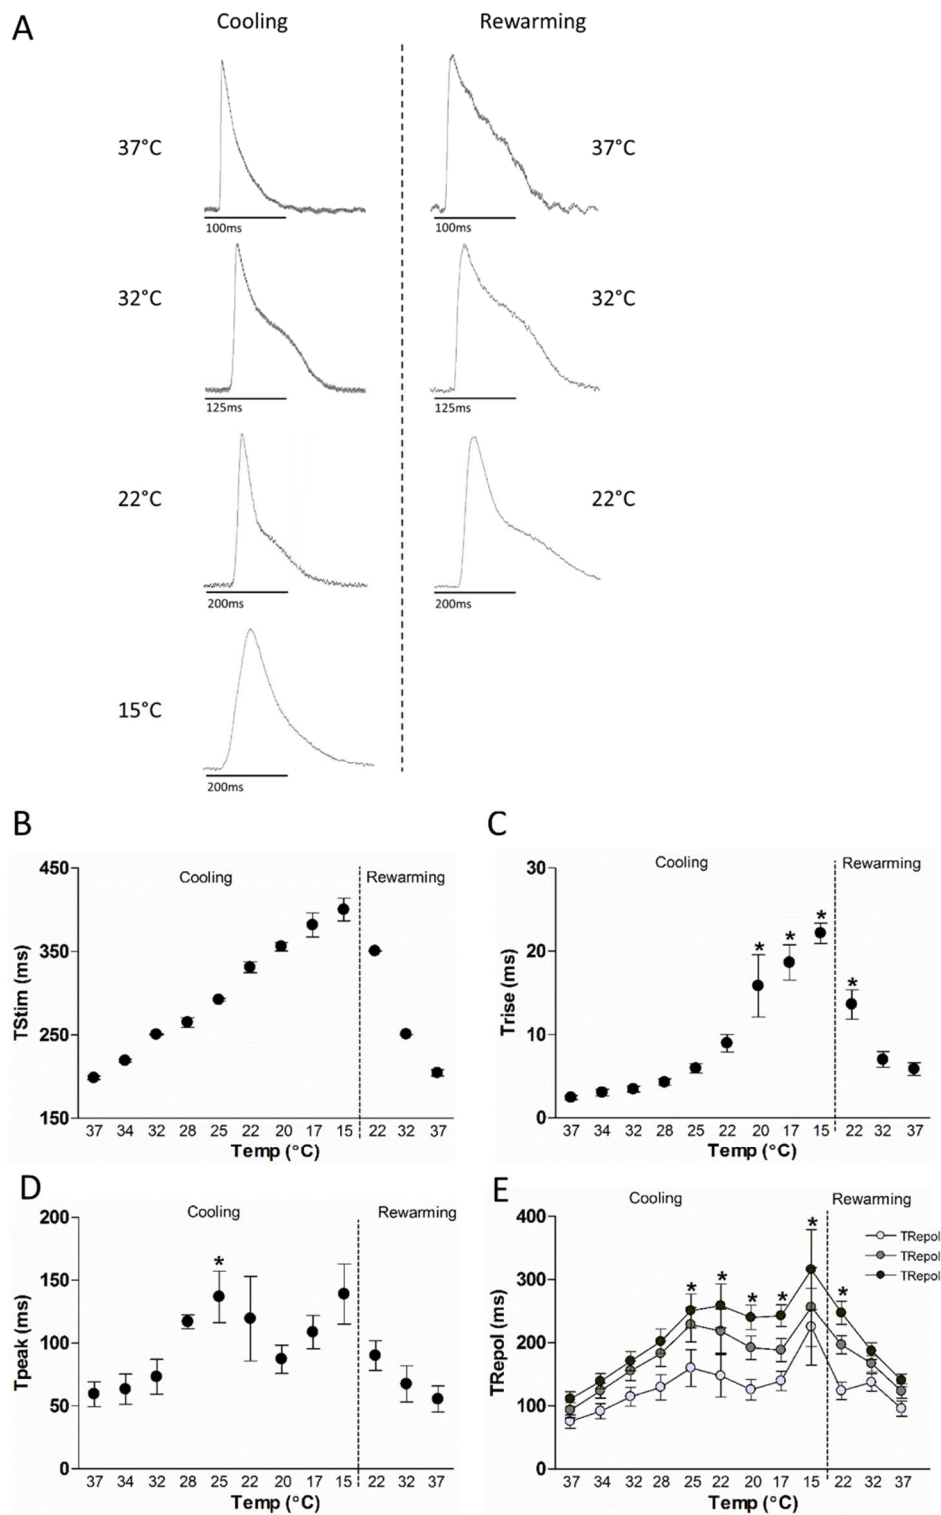 A
Cooling
Rewarming
37°C
37°C
100ms
100ms
32°C
32°C
125ms
125ms
22°C
22°C
200ms
200ms
15°C
200ms
B
Cooling
Rewarming
450
350
250
150
TStim (ms)
37 34 32 28 25 22 20 17 15 22 32 37
Temp (°C)
C
Cooling
Rewarming
30
20
10
0
Trise (ms)
* * * *
37 34 32 28 25 22 20 17 15 22 32 37
Temp (°C)
D
Cooling
Rewarming
200
150
100
50
0
Tpeak (ms)
*
37 34 32 28 25 22 20 17 15 22 32 37
Temp (°C)
E
Cooling
Rewarming
400
300
200
100
0
TRepol (ms)
* * * * * *
TRepol
TRepol
TRepol
37 34 32 28 25 22 20 17 15 22 32 37
Temp (°C)